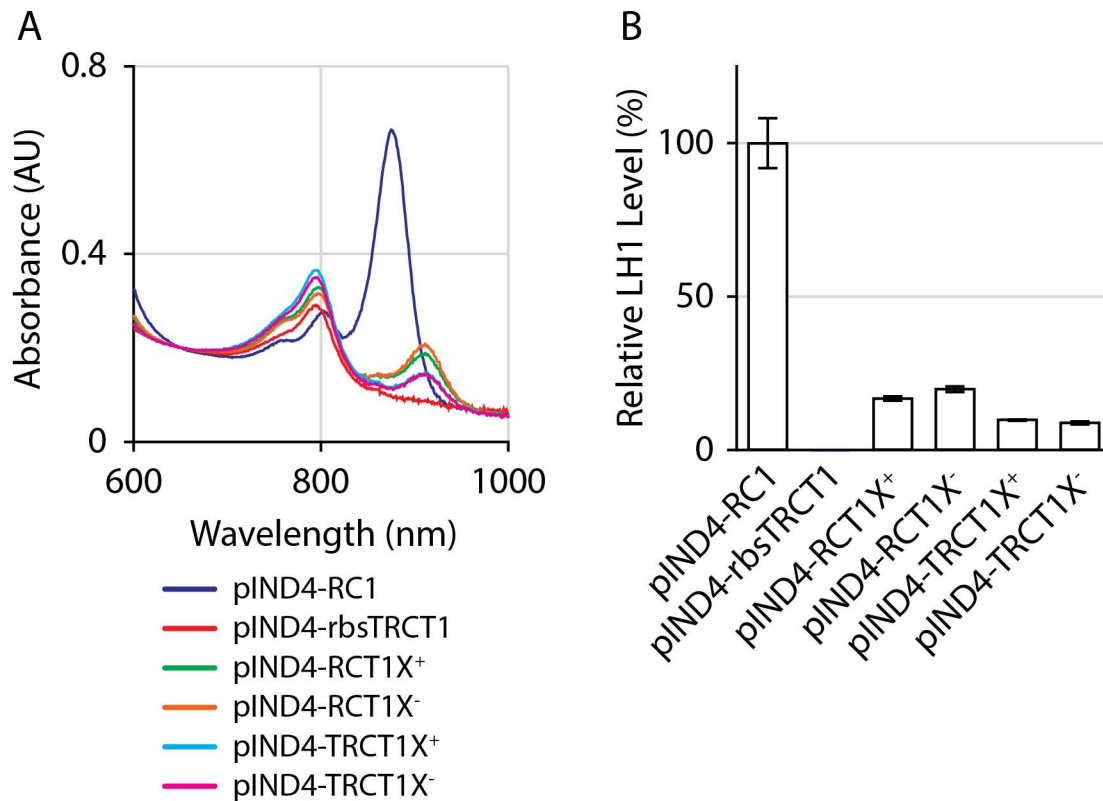 A
0.8
0.4
0
Absorbance (AU)
600
800
1000
Wavelength (nm)
pIND4-RC1
pIND4-rbsTRCT1
pIND4-RCT1X⁺
pIND4-RCT1X⁻
pIND4-TRCT1X⁺
pIND4-TRCT1X⁻
B
Relative LH1 Level (%)
100
50
0
pIND4-RC1
pIND4-rbsTRCT1
pIND4-RCT1X⁺
pIND4-RCT1X⁻
pIND4-TRCT1X⁺
pIND4-TRCT1X⁻